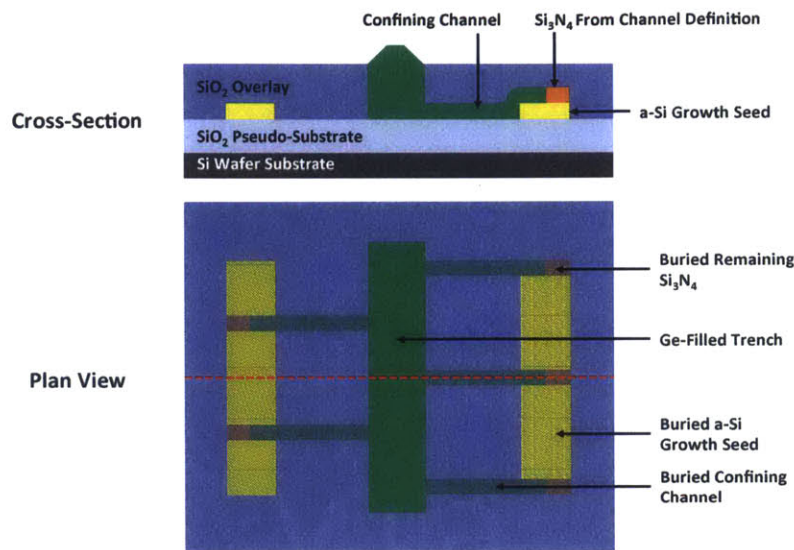 Confining Channel
Si₃N₄ From Channel Definition
SiO₂ Overlay
Cross-Section
a-Si Growth Seed
SiO₂ Pseudo-Substrate
Si Wafer Substrate
Buried Remaining
Si₃N₄
Ge-Filled Trench
Plan View
Buried a-Si
Growth Seed
Buried Confining
Channel